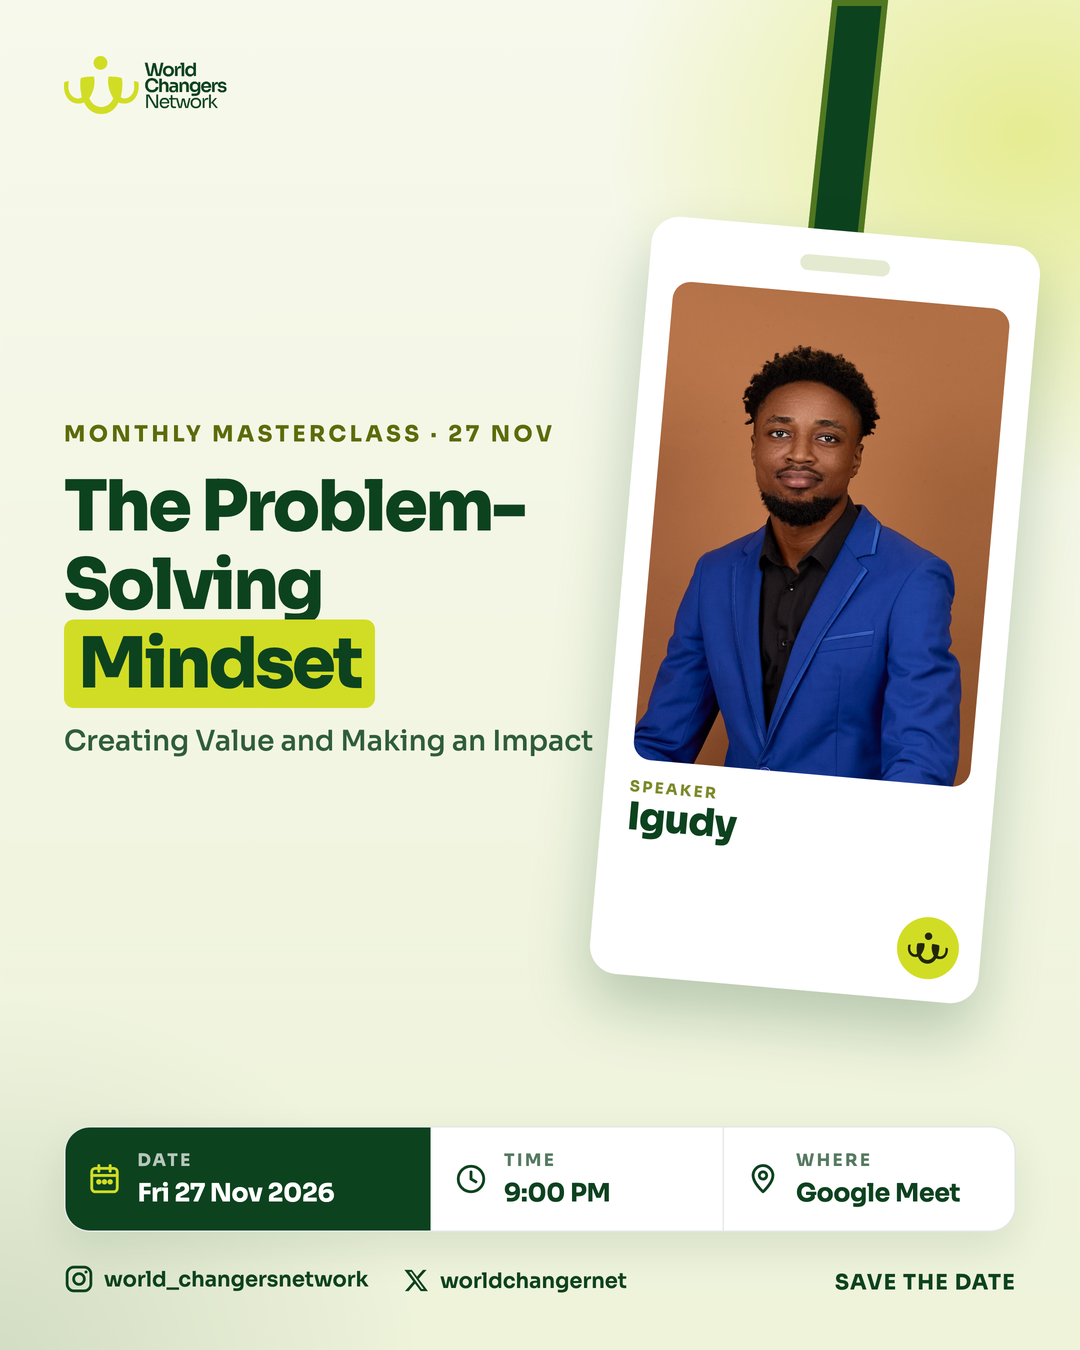 World
Changers
Network
MONTHLY MASTERCLASS · 27 NOV
The Problem-
Solving
Mindset
Creating Value and Making an Impact
SPEAKER
Igudy
DATE
Fri 27 Nov 2026
TIME
9:00 PM
WHERE
Google Meet
world_changersnetwork
worldchangernet
SAVE THE DATE